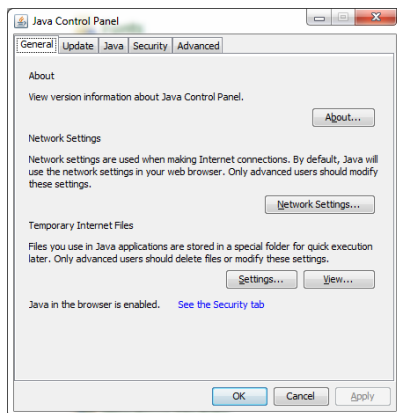 Java Control Panel
General Update Java Security Advanced
About
View version information about Java Control Panel.
About...
Network Settings
Network settings are used when making Internet connections. By default, Java will
use the network settings in your web browser. Only advanced users should modify
these settings.
Network Settings...
Temporary Internet Files
Files you use in Java applications are stored in a special folder for quick execution
later. Only advanced users should delete files or modify these settings.
Settings... View...
Java in the browser is enabled. See the Security tab
OK Cancel Apply